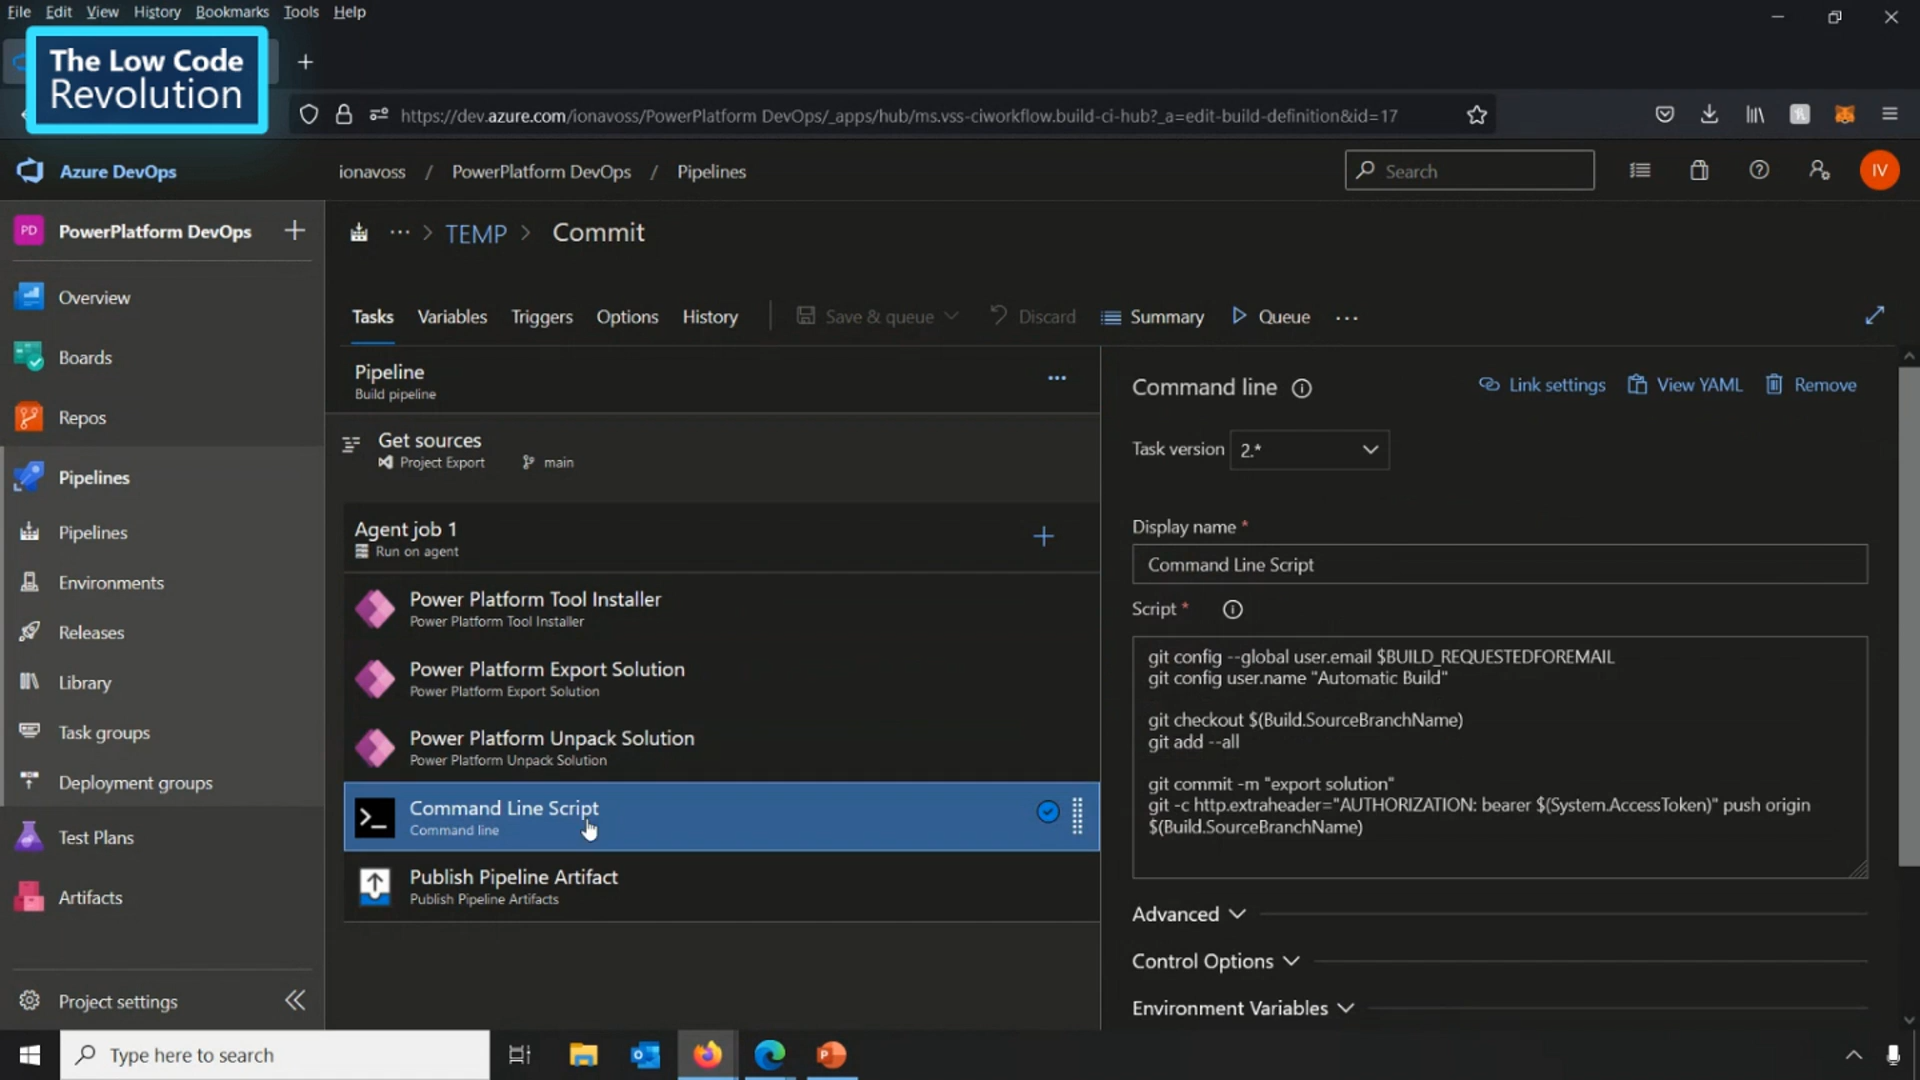 File Edit View History Bookmarks Tools Help
The Low Code
Revolution
https://dev.azure.com/ionavoss/PowerPlatform DevOps/_apps/hub/ms.vss-ciworkflow.build-ci-hub?_a=edit-build-definition&id=17
Azure DevOps
ionavoss / PowerPlatform DevOps / Pipelines
Search
IV
PD PowerPlatform DevOps
Overview
Boards
Repos
Pipelines
Pipelines
Environments
Releases
Library
Task groups
Deployment groups
Test Plans
Artifacts
Project settings
... > TEMP > Commit
Tasks Variables Triggers Options History Save & queue Discard Summary Queue ...
Pipeline
Build pipeline
Get sources
Project Export main
Agent job 1
Run on agent
Power Platform Tool Installer
Power Platform Tool Installer
Power Platform Export Solution
Power Platform Export Solution
Power Platform Unpack Solution
Power Platform Unpack Solution
Command Line Script
Command line
Publish Pipeline Artifact
Publish Pipeline Artifacts
Command line Link settings View YAML Remove
Task version 2.*
Display name *
Command Line Script
Script *
git config --global user.email $BUILD_REQUESTEDFOREMAIL
git config user.name "Automatic Build"
git checkout $(Build.SourceBranchName)
git add --all
git commit -m "export solution"
git -c http.extraheader="AUTHORIZATION: bearer $(System.AccessToken)" push origin
$(Build.SourceBranchName)
Advanced
Control Options
Environment Variables
Type here to search